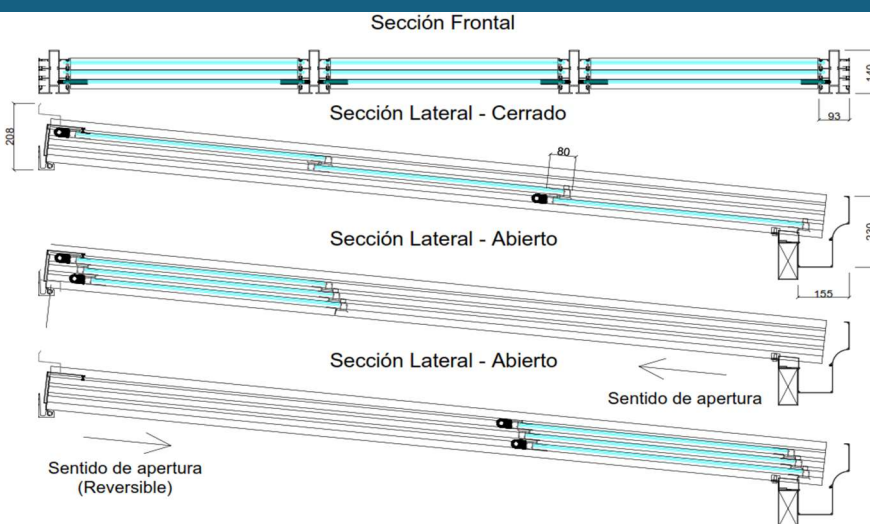 Sección Frontal
140
93
Sección Lateral - Cerrado
208
80
230
155
Sección Lateral - Abierto
Sentido de apertura
Sección Lateral - Abierto
Sentido de apertura
(Reversible)